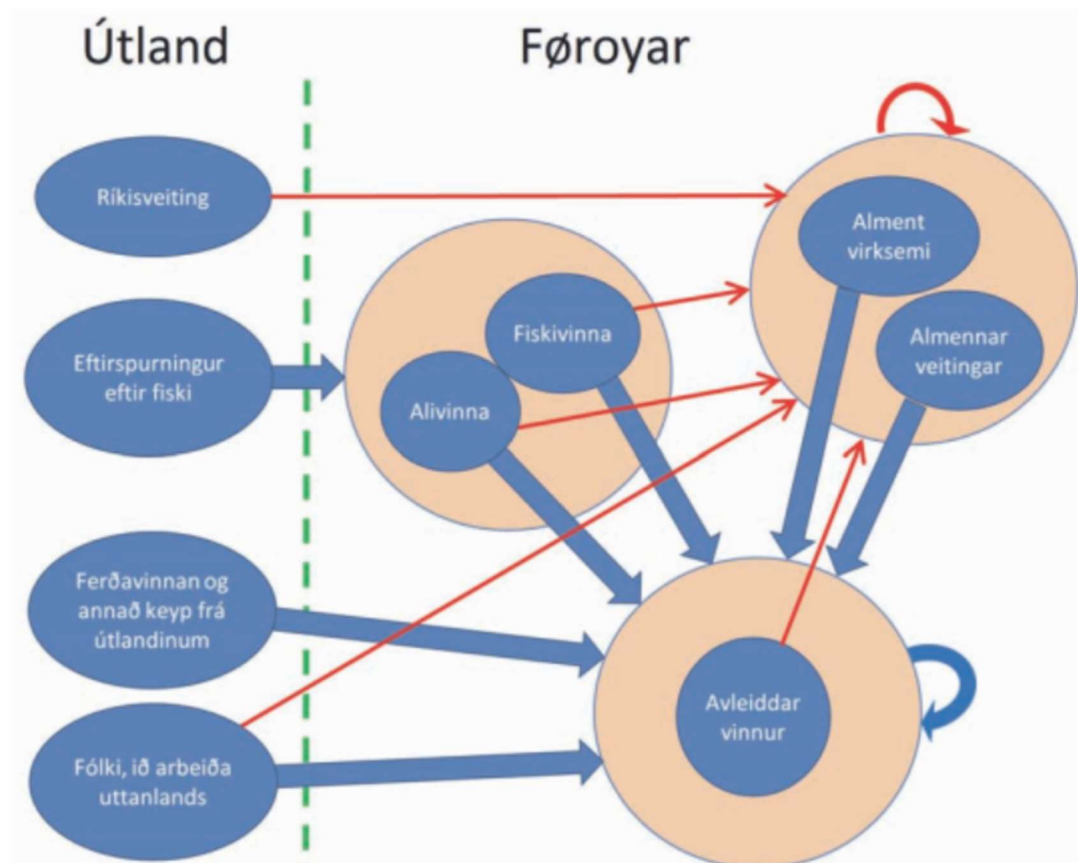 Útland
Føroyar
Ríkisveiting
Alment
virksemi
Fiskivinna
Almennar
veitingar
Eftirspurningur
eftir fiski
Alivinna
Ferðavinnan og
annað keyp frá
útlandinum
Avleiddar
vinnur
Fólki, ið arbeiða
uttanlands